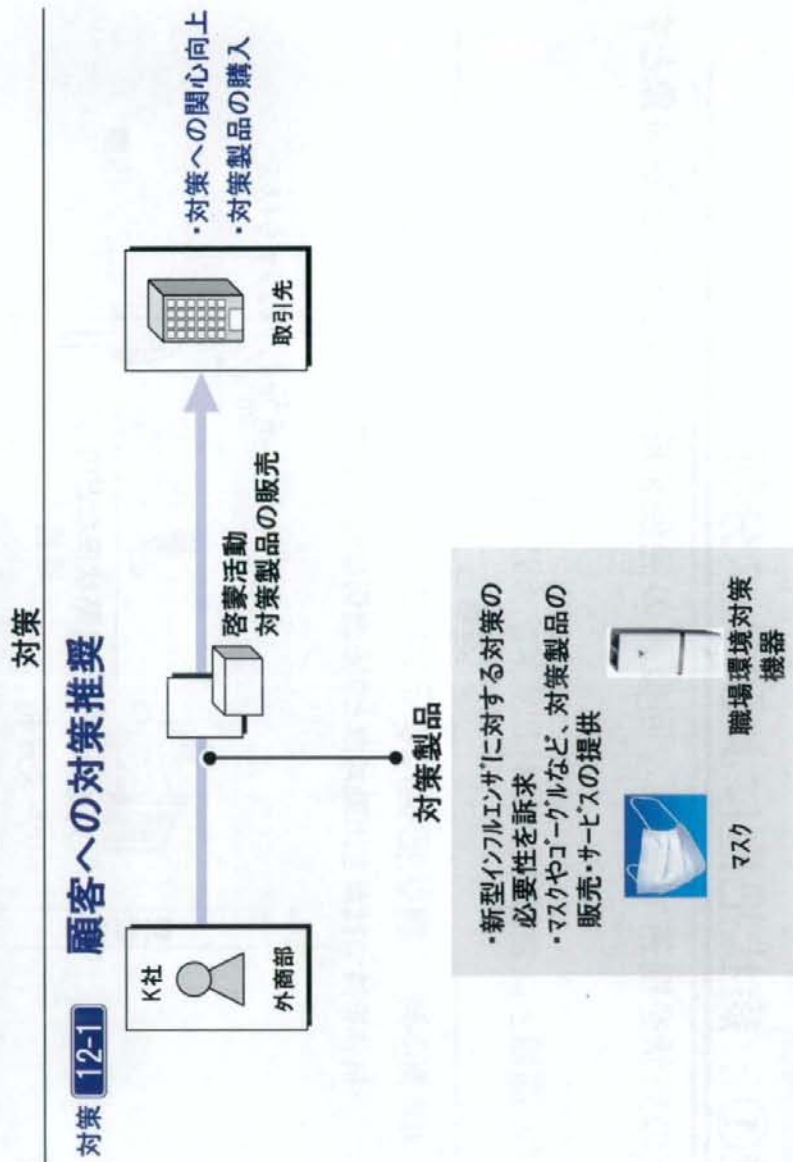 対策
対策 12-1 顧客への対策推奨
K社
外商部
啓蒙活動
対策製品の販売
取引先
・対策への関心向上
・対策製品の購入
対策製品
・新型インフルエンザに対する対策の
必要性を訴求
・マスクやゴーグルなど、対策製品の
販売・サービスの提供
マスク
職場環境対策
機器